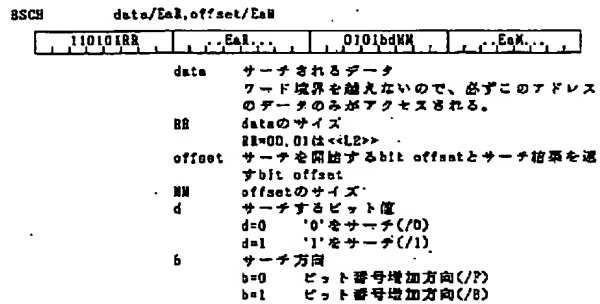 BSCH data/EaR,offset/EaM
11010XRR ..EaR... 0101bdMM ..EaM...
data サーチされるデータ
ワード境界を越えないので、必ずこのアドレス
のデータのみがアクセスされる。
RR dataのサイズ
RR=00,01は<<L2>>
offset サーチを開始するbit offsetとサーチ結果を返
すbit offset
MM offsetのサイズ
d サーチするビット値
d=0 '0'をサーチ(/0)
d=1 '1'をサーチ(/1)
b サーチ方向
b=0 ビット番号増加方向(/F)
b=1 ビット番号増加方向(/B)